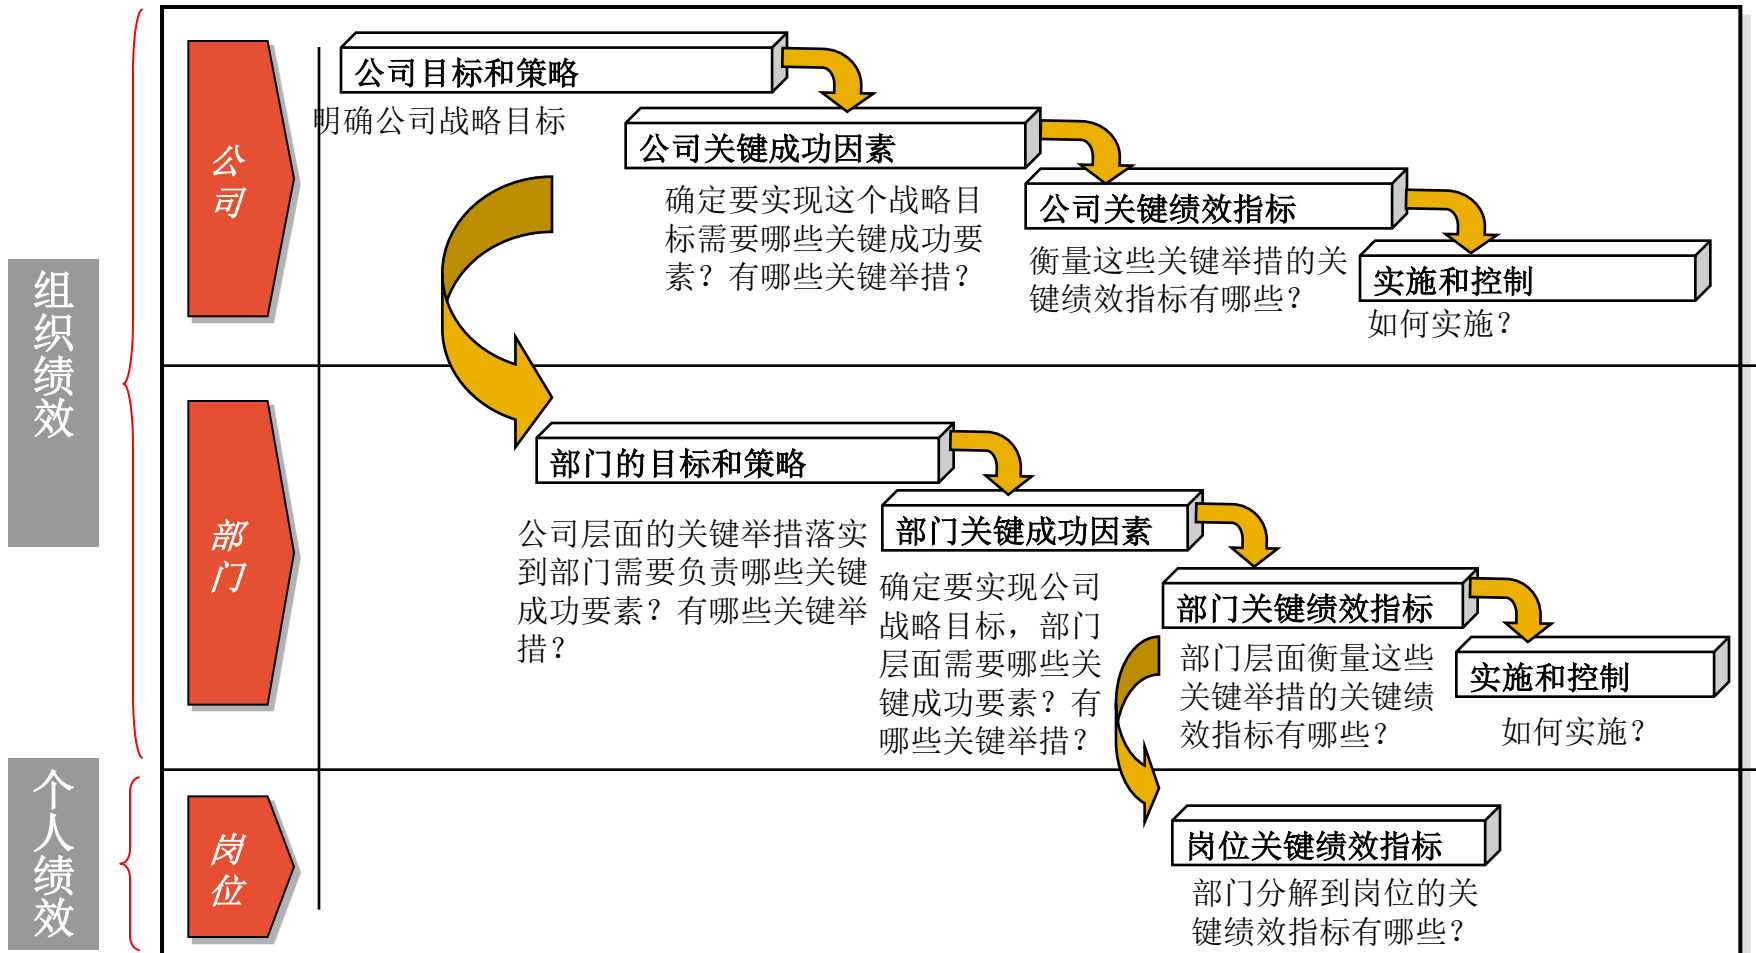 组织绩效
公司
公司目标和策略
明确公司战略目标
公司关键成功因素
确定要实现这个战略目
标需要哪些关键成功要
素？有哪些关键举措？
公司关键绩效指标
衡量这些关键举措的关
键绩效指标有哪些？
实施和控制
如何实施？
部门
部门的目标和策略
公司层面的关键举措落实
到部门需要负责哪些关键
成功要素？有哪些关键举
措？
部门关键成功因素
确定要实现公司
战略目标，部门
层面需要哪些关
键成功要素？有
哪些关键举措？
部门关键绩效指标
部门层面衡量这些
关键举措的关键绩
效指标有哪些？
实施和控制
如何实施？
个人绩效
岗位
岗位关键绩效指标
部门分解到岗位的关
键绩效指标有哪些？